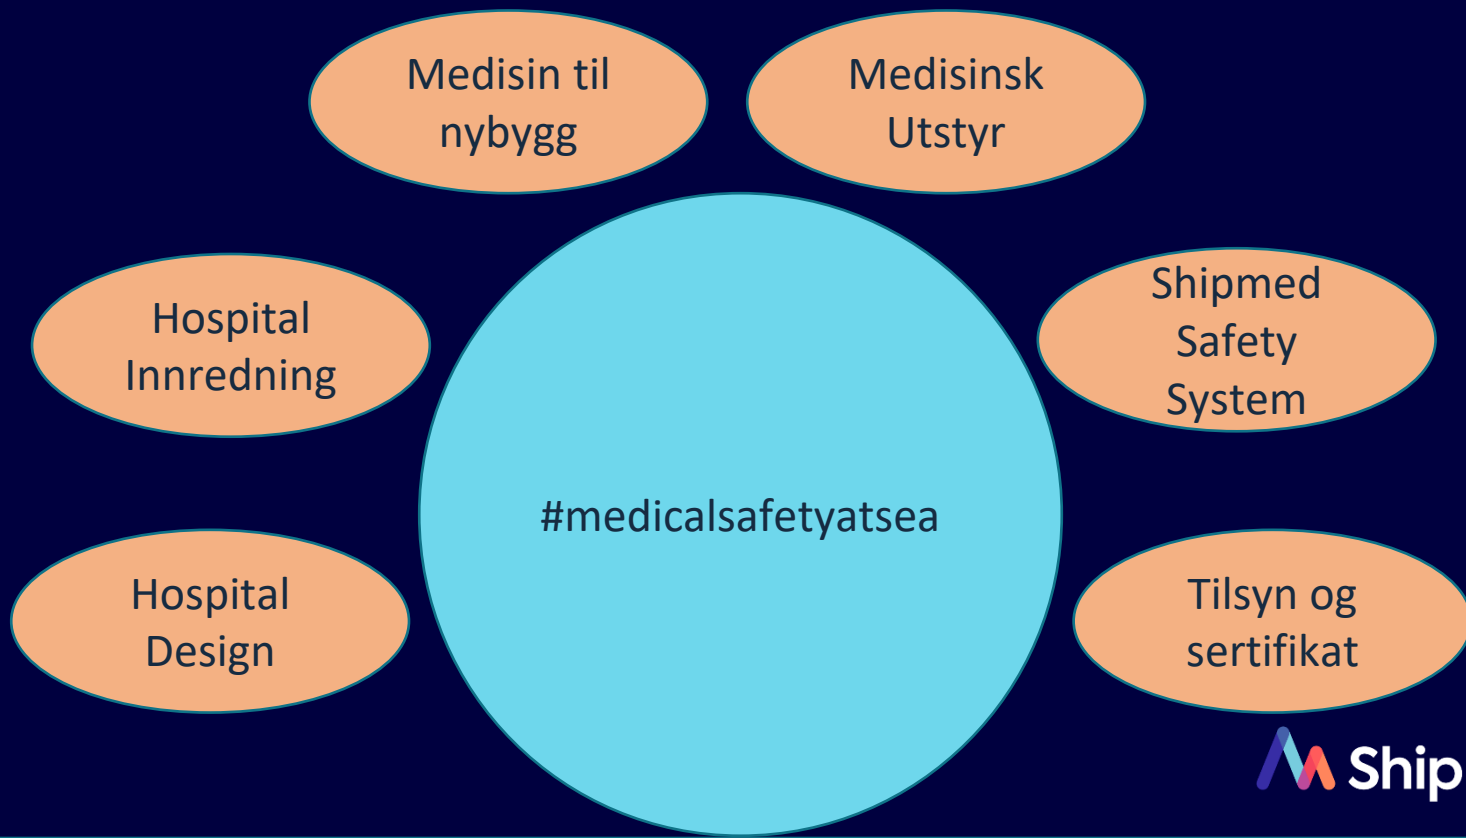 Medisin til
nybygg
Medisinsk
Utstyr
Hospital
Innredning
Shipmed
Safety
System
#medicalsafetyatsea
Hospital
Design
Tilsyn og
sertifikat
Ship